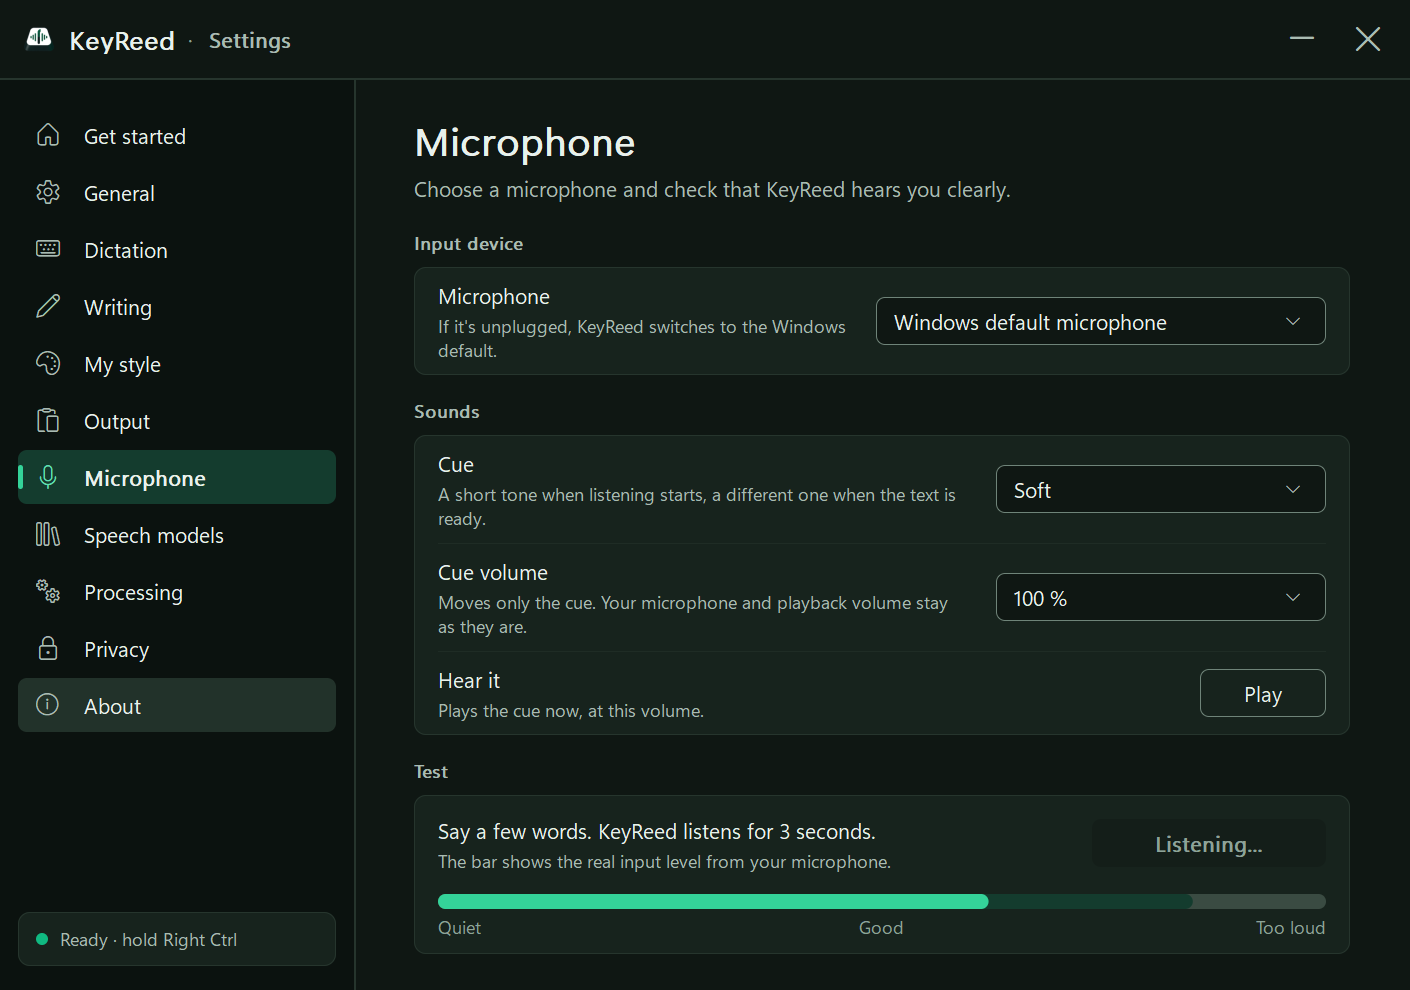 KeyReed · Settings
Get started
General
Dictation
Writing
My style
Output
Microphone
Speech models
Processing
Privacy
About
Ready · hold Right Ctrl
Microphone
Choose a microphone and check that KeyReed hears you clearly.
Input device
Microphone
If it's unplugged, KeyReed switches to the Windows
default.
Windows default microphone
Sounds
Cue
A short tone when listening starts, a different one when the text is
ready.
Soft
Cue volume
Moves only the cue. Your microphone and playback volume stay
as they are.
100 %
Hear it
Plays the cue now, at this volume.
Play
Test
Say a few words. KeyReed listens for 3 seconds.
The bar shows the real input level from your microphone.
Listening...
Quiet
Good
Too loud